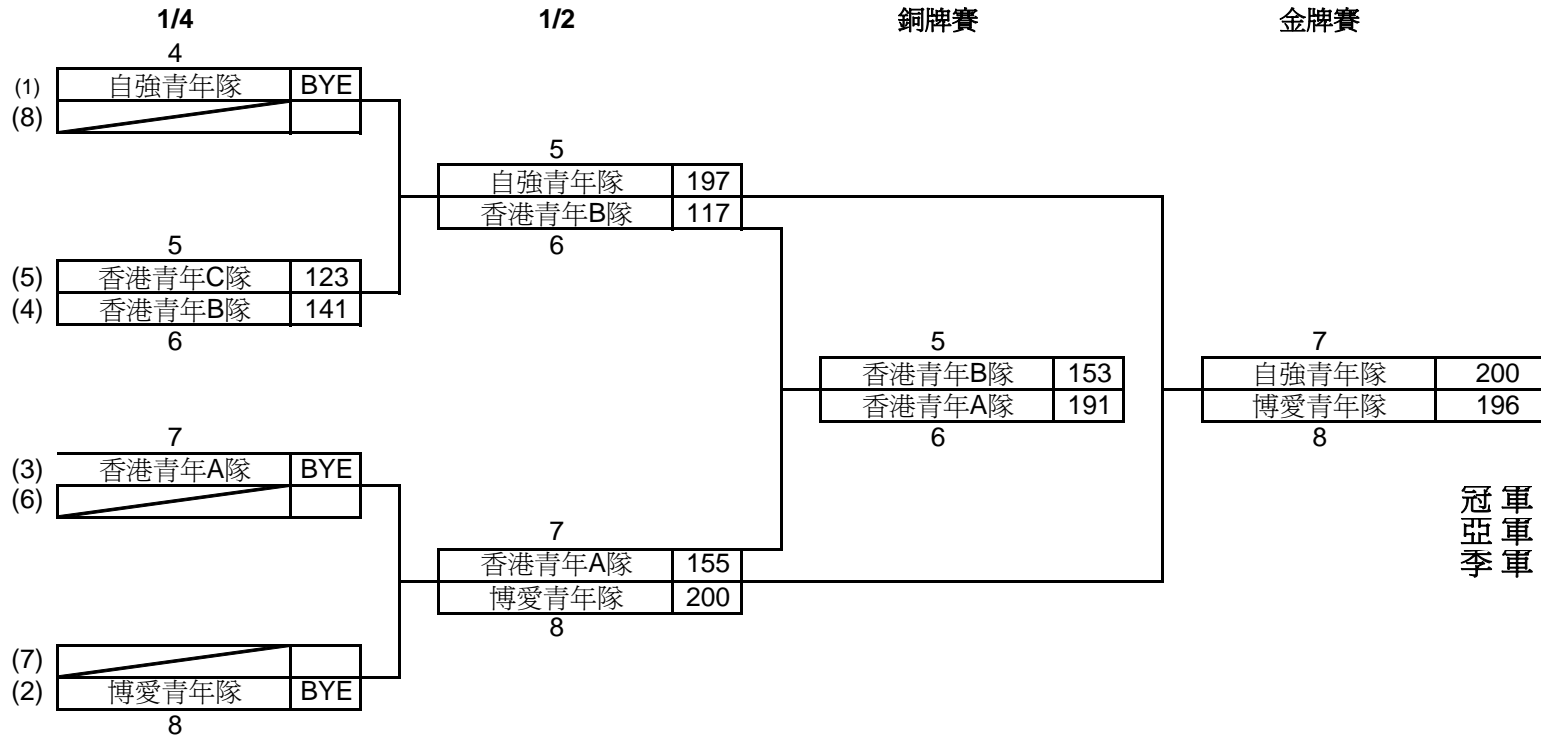 1/4 1/2 銅牌賽 金牌賽
4
(1) 自強青年隊 BYE
(8)
5
自強青年隊 197
香港青年B隊 117
6
5
(5) 香港青年C隊 123
(4) 香港青年B隊 141
6
5
香港青年B隊 153
香港青年A隊 191
6
7
自強青年隊 200
博愛青年隊 196
8
7
(3) 香港青年A隊 BYE
(6)
冠軍
亞軍
季軍
7
香港青年A隊 155
博愛青年隊 200
8
(7)
(2) 博愛青年隊 BYE
8